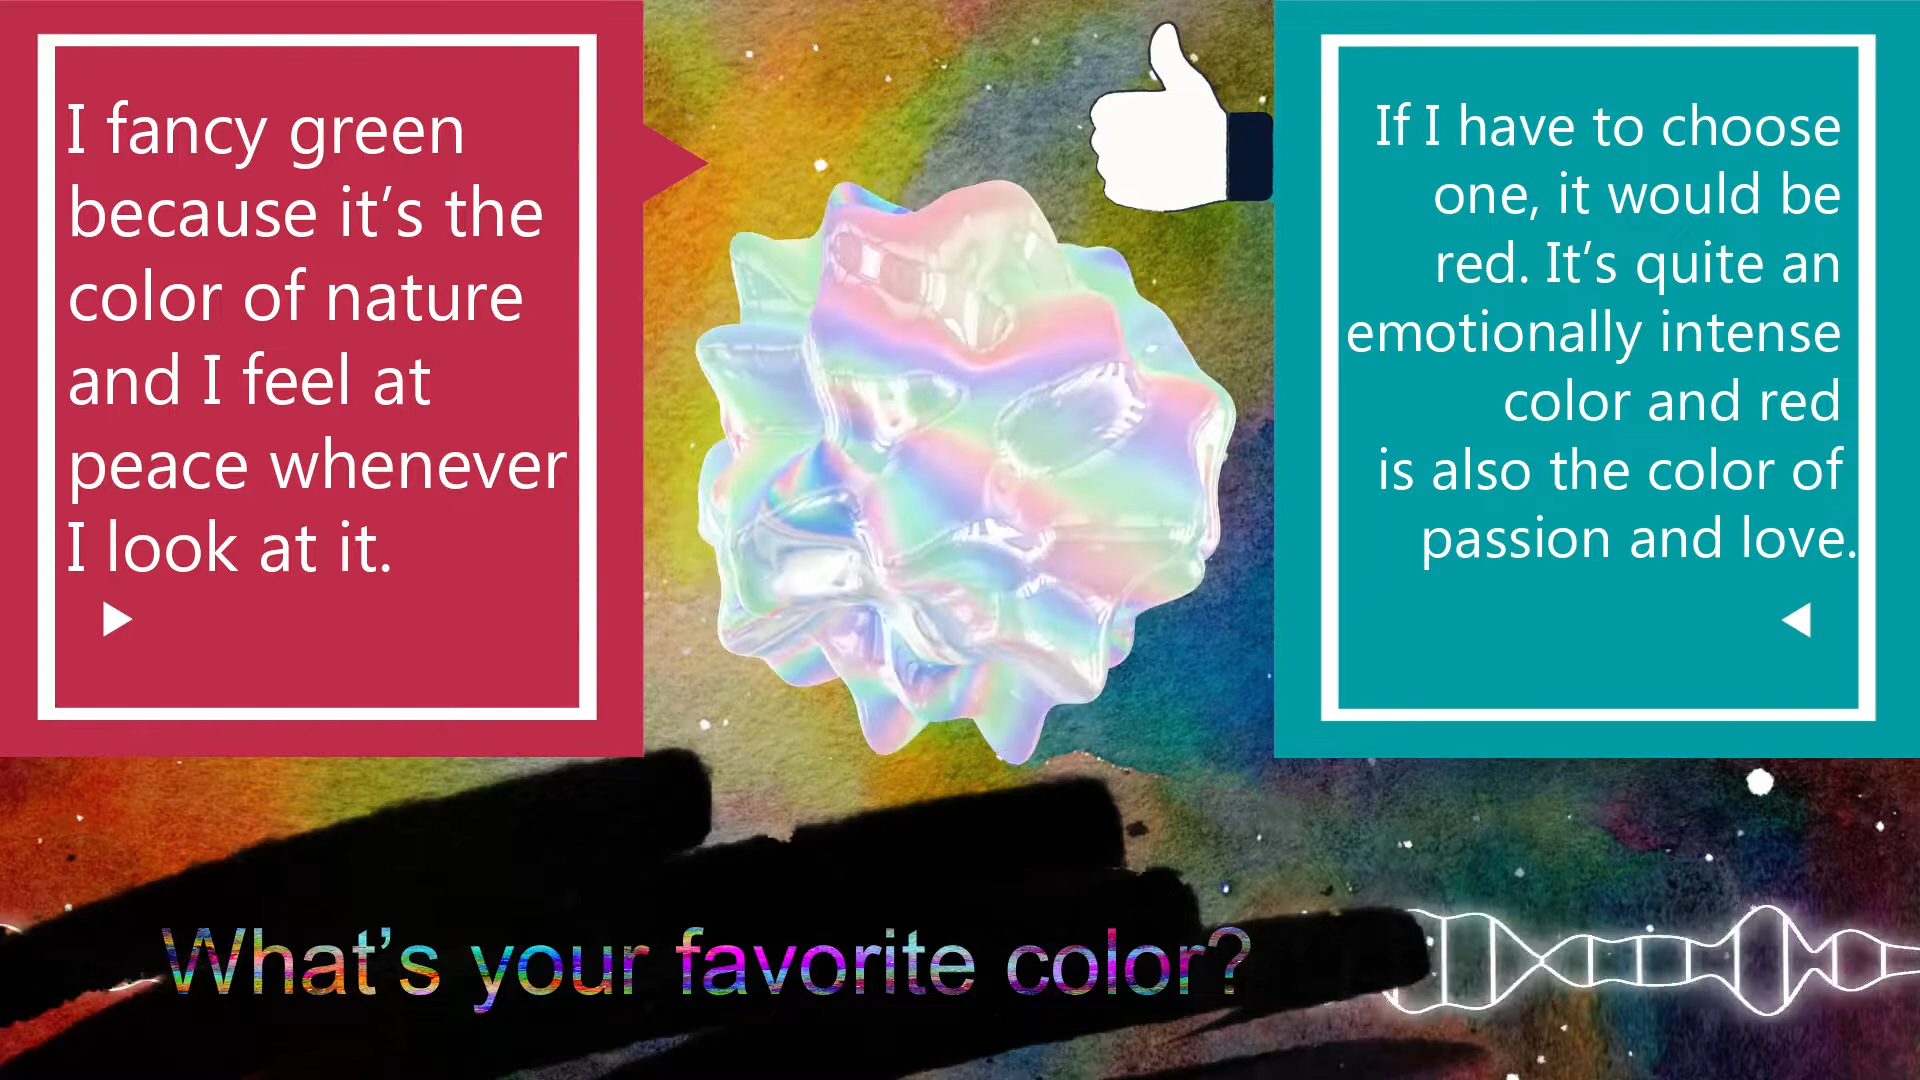 I fancy green
because it’s the
color of nature
and I feel at
peace whenever
I look at it.
If I have to choose
one, it would be
red. It’s quite an
emotionally intense
color and red
is also the color of
passion and love.
What’s your favorite color?